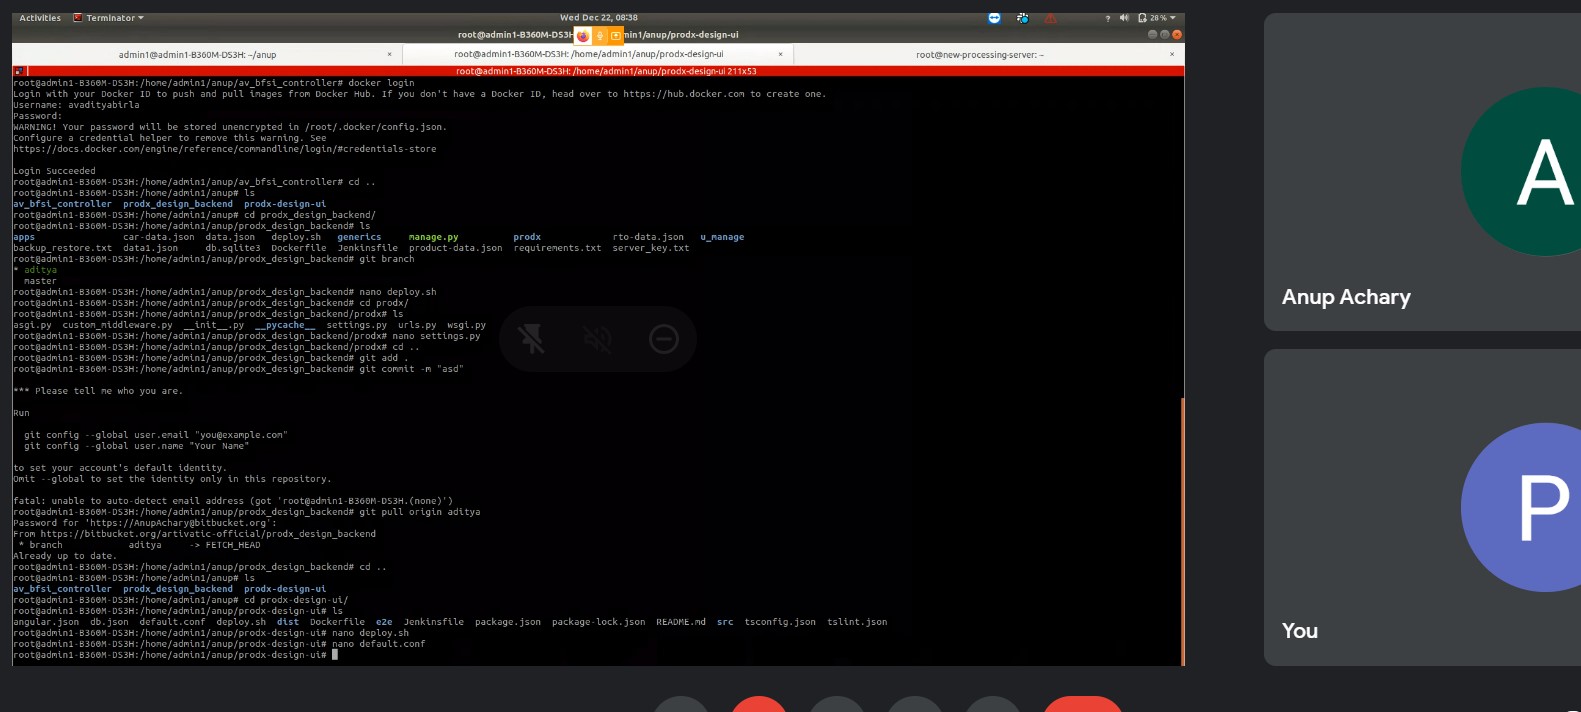 Activities Terminator Wed Dec 22, 08:38 ? 28 %
root@admin1-B360M-DS3H min1/anup/prodx-design-ui
admin1@admin1-B360M-DS3H: ~/anup × root@admin1-B360M-DS3H: /home/admin1/anup/prodx-design-ui × root@new-processing-server: ~ ×
root@admin1-B360M-DS3H: /home/admin1/anup/prodx-design-ui 211x53
root@admin1-B360M-DS3H:/home/admin1/anup/av_bfsi_controller# docker login
Login with your Docker ID to push and pull images from Docker Hub. If you don't have a Docker ID, head over to https://hub.docker.com to create one.
Username: avadityabirla
Password:
WARNING! Your password will be stored unencrypted in /root/.docker/config.json.
Configure a credential helper to remove this warning. See
https://docs.docker.com/engine/reference/commandline/login/#credentials-store
Login Succeeded
root@admin1-B360M-DS3H:/home/admin1/anup/av_bfsi_controller# cd ..
root@admin1-B360M-DS3H:/home/admin1/anup# ls
av_bfsi_controller prodx_design_backend prodx-design-ui
root@admin1-B360M-DS3H:/home/admin1/anup# cd prodx_design_backend/
root@admin1-B360M-DS3H:/home/admin1/anup/prodx_design_backend# ls
apps car-data.json data.json deploy.sh generics manage.py prodx rto-data.json u_manage
backup_restore.txt data1.json db.sqlite3 Dockerfile Jenkinsfile product-data.json requirements.txt server_key.txt
root@admin1-B360M-DS3H:/home/admin1/anup/prodx_design_backend# git branch
* aditya
master
root@admin1-B360M-DS3H:/home/admin1/anup/prodx_design_backend# nano deploy.sh
root@admin1-B360M-DS3H:/home/admin1/anup/prodx_design_backend# cd prodx/
root@admin1-B360M-DS3H:/home/admin1/anup/prodx_design_backend/prodx# ls
asgi.py custom_middleware.py __init__.py __pycache__ settings.py urls.py wsgi.py
root@admin1-B360M-DS3H:/home/admin1/anup/prodx_design_backend/prodx# nano settings.py
root@admin1-B360M-DS3H:/home/admin1/anup/prodx_design_backend/prodx# cd ..
root@admin1-B360M-DS3H:/home/admin1/anup/prodx_design_backend# git add .
root@admin1-B360M-DS3H:/home/admin1/anup/prodx_design_backend# git commit -m "asd"
*** Please tell me who you are.
Run
git config --global user.email "you@example.com"
git config --global user.name "Your Name"
to set your account's default identity.
Omit --global to set the identity only in this repository.
fatal: unable to auto-detect email address (got 'root@admin1-B360M-DS3H.(none)')
root@admin1-B360M-DS3H:/home/admin1/anup/prodx_design_backend# git pull origin aditya
Password for 'https://AnupAchary@bitbucket.org':
From https://bitbucket.org/artivatic-official/prodx_design_backend
* branch aditya -> FETCH_HEAD
Already up to date.
root@admin1-B360M-DS3H:/home/admin1/anup/prodx_design_backend# cd ..
root@admin1-B360M-DS3H:/home/admin1/anup# ls
av_bfsi_controller prodx_design_backend prodx-design-ui
root@admin1-B360M-DS3H:/home/admin1/anup# cd prodx-design-ui/
root@admin1-B360M-DS3H:/home/admin1/anup/prodx-design-ui# ls
angular.json db.json default.conf deploy.sh dist Dockerfile e2e Jenkinsfile package.json package-lock.json README.md src tsconfig.json tslint.json
root@admin1-B360M-DS3H:/home/admin1/anup/prodx-design-ui# nano deploy.sh
root@admin1-B360M-DS3H:/home/admin1/anup/prodx-design-ui# nano default.conf
root@admin1-B360M-DS3H:/home/admin1/anup/prodx-design-ui#
A
Anup Achary
P
You